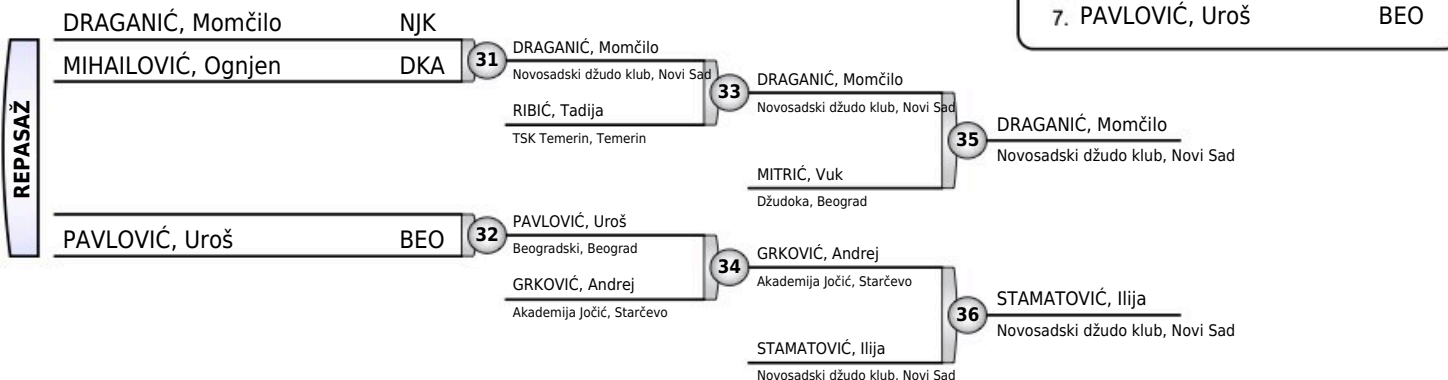 7. PAVLOVIĆ, Uroš BEO
REPASAŽ
DRAGANIĆ, Momčilo NJK
MIHAILOVIĆ, Ognjen DKA
31
DRAGANIĆ, Momčilo
Novosadski džudo klub, Novi Sad
RIBIĆ, Tadija
TSK Temerin, Temerin
33
DRAGANIĆ, Momčilo
Novosadski džudo klub, Novi Sad
MITRIĆ, Vuk
Džudoka, Beograd
35
DRAGANIĆ, Momčilo
Novosadski džudo klub, Novi Sad
PAVLOVIĆ, Uroš BEO
32
PAVLOVIĆ, Uroš
Beogradski, Beograd
GRKOVIĆ, Andrej
Akademija Jočić, Starčevo
34
GRKOVIĆ, Andrej
Akademija Jočić, Starčevo
STAMATOVIĆ, Ilija
Novosadski džudo klub, Novi Sad
36
STAMATOVIĆ, Ilija
Novosadski džudo klub, Novi Sad